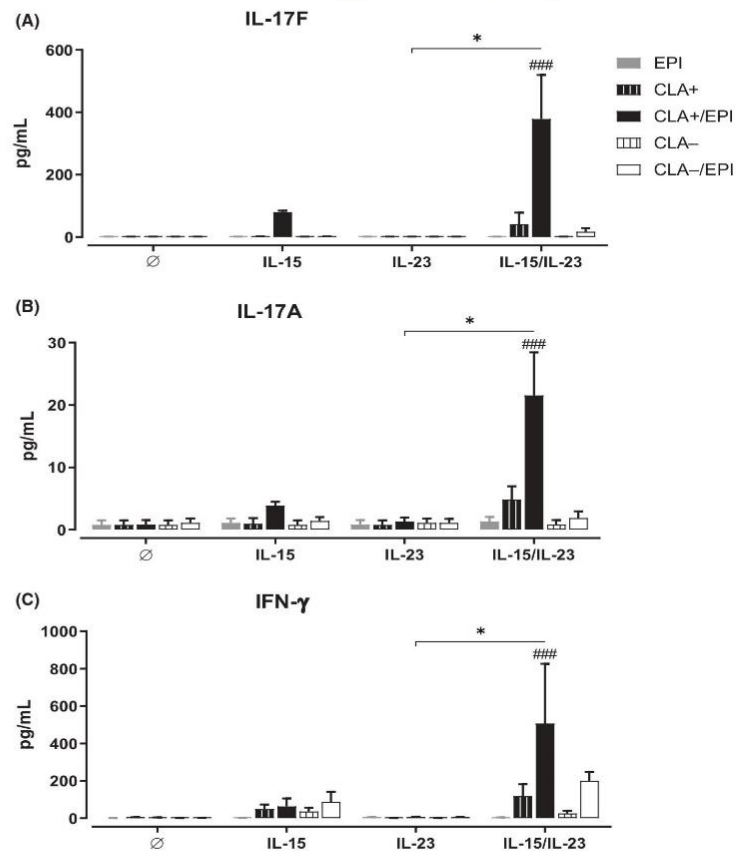 (A)
IL-17F
600
400
200
0
pg/mL
*
###
∅ IL-15 IL-23 IL-15/IL-23
EPI
CLA+
CLA+/EPI
CLA–
CLA–/EPI
(B)
IL-17A
30
20
10
0
pg/mL
*
###
∅ IL-15 IL-23 IL-15/IL-23
(C)
IFN-γ
1000
800
600
400
200
0
pg/mL
*
###
∅ IL-15 IL-23 IL-15/IL-23